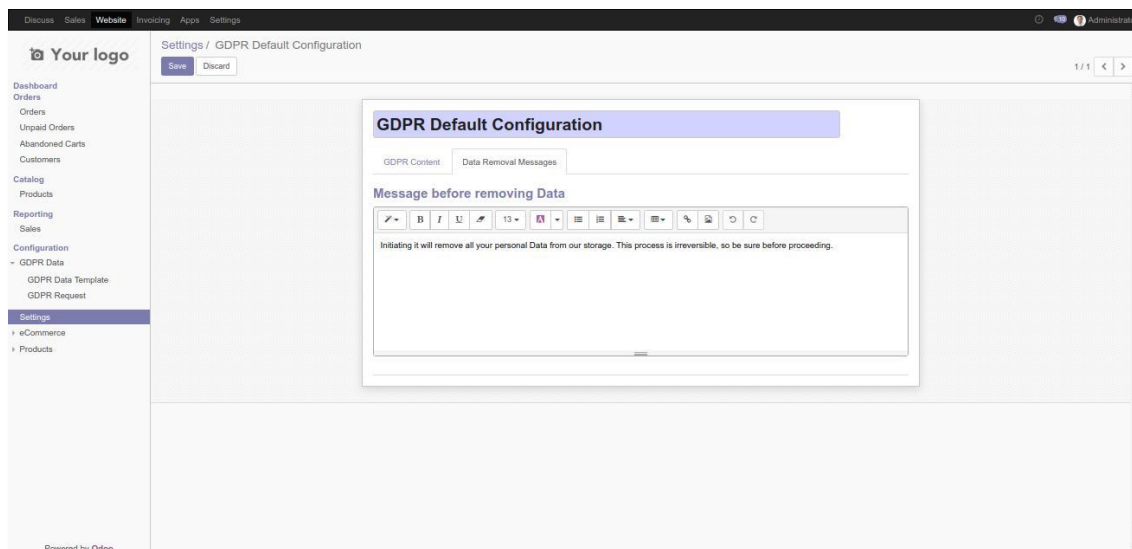 Discuss Sales Website Invoicing Apps Settings
Administrat
Your logo
Settings / GDPR Default Configuration
Save Discard
1 / 1
Dashboard
Orders
Orders
Unpaid Orders
Abandoned Carts
Customers
Catalog
Products
Reporting
Sales
Configuration
GDPR Data
GDPR Data Template
GDPR Request
Settings
eCommerce
Products
GDPR Default Configuration
GDPR Content Data Removal Messages
Message before removing Data
B I U 13 A
Initiating it will remove all your personal Data from our storage. This process is irreversible, so be sure before proceeding.
Powered by Odoo